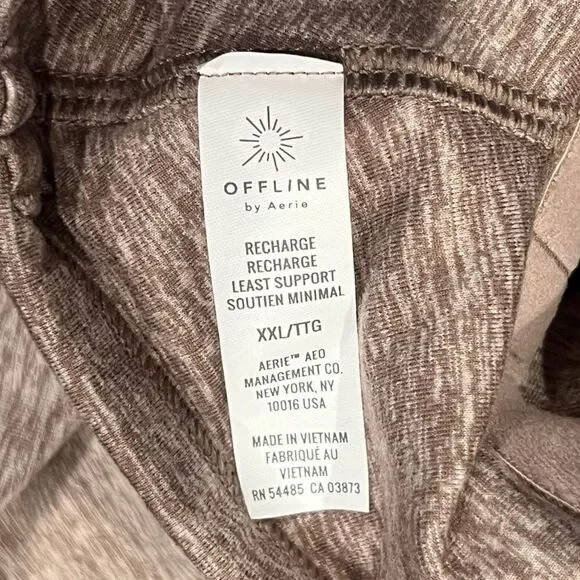 OFFLINE
by Aerie
RECHARGE
RECHARGE
LEAST SUPPORT
SOUTIEN MINIMAL
XXL/TTG
AERIE™ AEO
MANAGEMENT CO.
NEW YORK, NY
10016 USA
MADE IN VIETNAM
FABRIQUÉ AU
VIETNAM
RN 54485 CA 03873